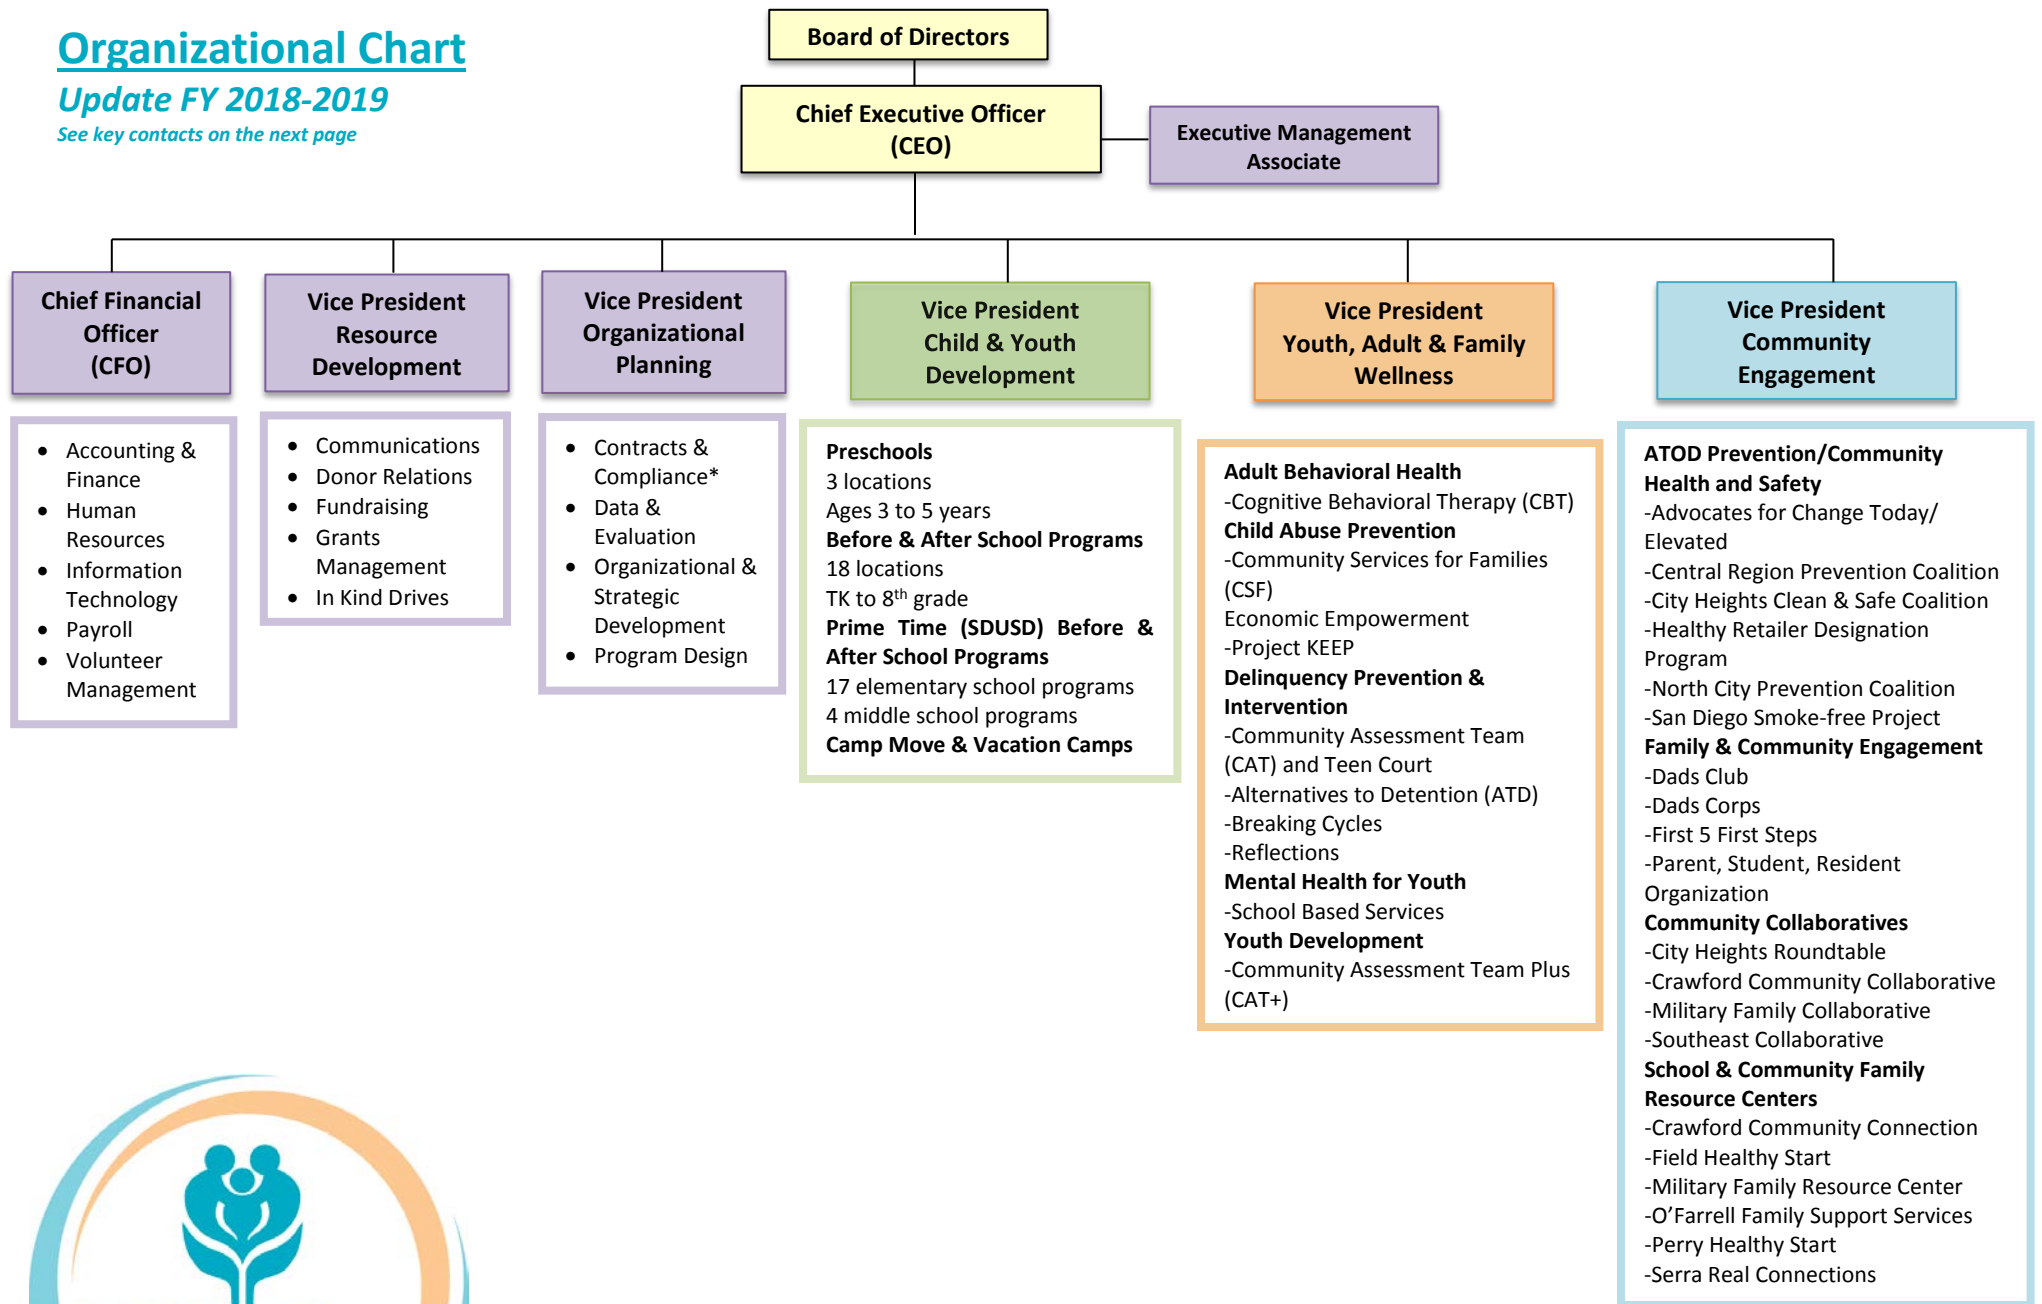 Organizational Chart
Update FY 2018-2019
See key contacts on the next page
Board of Directors
Chief Executive Officer
(CEO)
Executive Management
Associate
Chief Financial
Officer
(CFO)
Vice President
Resource
Development
Vice President
Organizational
Planning
Vice President
Child & Youth
Development
Vice President
Youth, Adult & Family
Wellness
Vice President
Community
Engagement
• Accounting &
Finance
• Human
Resources
• Information
Technology
• Payroll
• Volunteer
Management
• Communications
• Donor Relations
• Fundraising
• Grants
Management
• In Kind Drives
• Contracts &
Compliance*
• Data &
Evaluation
• Organizational &
Strategic
Development
• Program Design
Preschools
3 locations
Ages 3 to 5 years
Before & After School Programs
18 locations
TK to 8th grade
Prime Time (SDUSD) Before &
After School Programs
17 elementary school programs
4 middle school programs
Camp Move & Vacation Camps
Adult Behavioral Health
-Cognitive Behavioral Therapy (CBT)
Child Abuse Prevention
-Community Services for Families
(CSF)
Economic Empowerment
-Project KEEP
Delinquency Prevention &
Intervention
-Community Assessment Team
(CAT) and Teen Court
-Alternatives to Detention (ATD)
-Breaking Cycles
-Reflections
Mental Health for Youth
-School Based Services
Youth Development
-Community Assessment Team Plus
(CAT+)
ATOD Prevention/Community
Health and Safety
-Advocates for Change Today/
Elevated
-Central Region Prevention Coalition
-City Heights Clean & Safe Coalition
-Healthy Retailer Designation
Program
-North City Prevention Coalition
-San Diego Smoke-free Project
Family & Community Engagement
-Dads Club
-Dads Corps
-First 5 First Steps
-Parent, Student, Resident
Organization
Community Collaboratives
-City Heights Roundtable
-Crawford Community Collaborative
-Military Family Collaborative
-Southeast Collaborative
School & Community Family
Resource Centers
-Crawford Community Connection
-Field Healthy Start
-Military Family Resource Center
-O’Farrell Family Support Services
-Perry Healthy Start
-Serra Real Connections